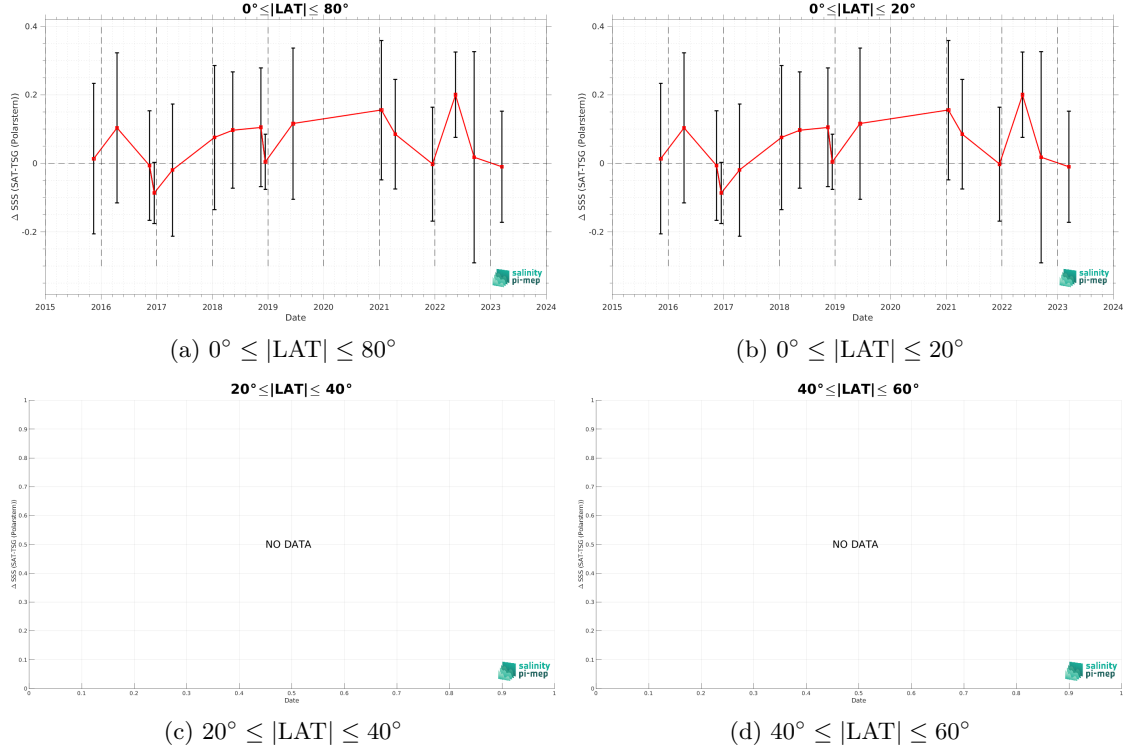 0°≤|LAT|≤ 80°
Δ SSS (SAT-TSG (Polarstern))
0.4
0.2
0
-0.2
2015 2016 2017 2018 2019 2020 2021 2022 2023 2024
Date
salinity
pi-mep
(a) 0° ≤ |LAT| ≤ 80°
0°≤|LAT|≤ 20°
Δ SSS (SAT-TSG (Polarstern))
0.4
0.2
0
-0.2
2015 2016 2017 2018 2019 2020 2021 2022 2023 2024
Date
salinity
pi-mep
(b) 0° ≤ |LAT| ≤ 20°
20°≤|LAT|≤ 40°
Δ SSS (SAT-TSG (Polarstern))
1
0.9
0.8
0.7
0.6
0.5
0.4
0.3
0.2
0.1
0
NO DATA
0 0.1 0.2 0.3 0.4 0.5 0.6 0.7 0.8 0.9 1
Date
salinity
pi-mep
(c) 20° ≤ |LAT| ≤ 40°
40°≤|LAT|≤ 60°
Δ SSS (SAT-TSG (Polarstern))
1
0.9
0.8
0.7
0.6
0.5
0.4
0.3
0.2
0.1
0
NO DATA
0 0.1 0.2 0.3 0.4 0.5 0.6 0.7 0.8 0.9 1
Date
salinity
pi-mep
(d) 40° ≤ |LAT| ≤ 60°